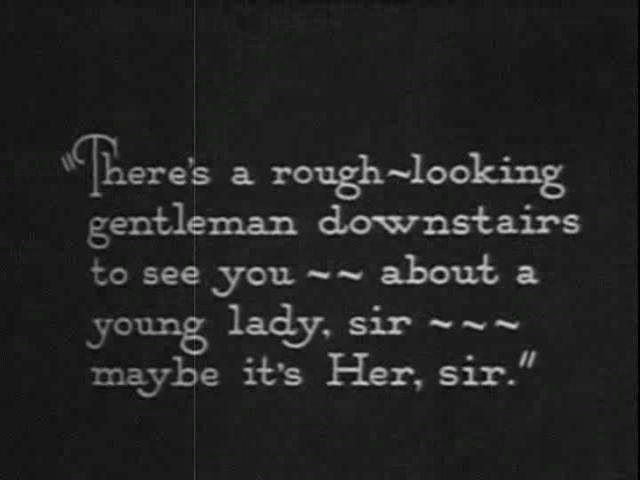 "There's a rough~looking
gentleman downstairs
to see you ~~ about a
young lady, sir ~~~
maybe it's Her, sir."